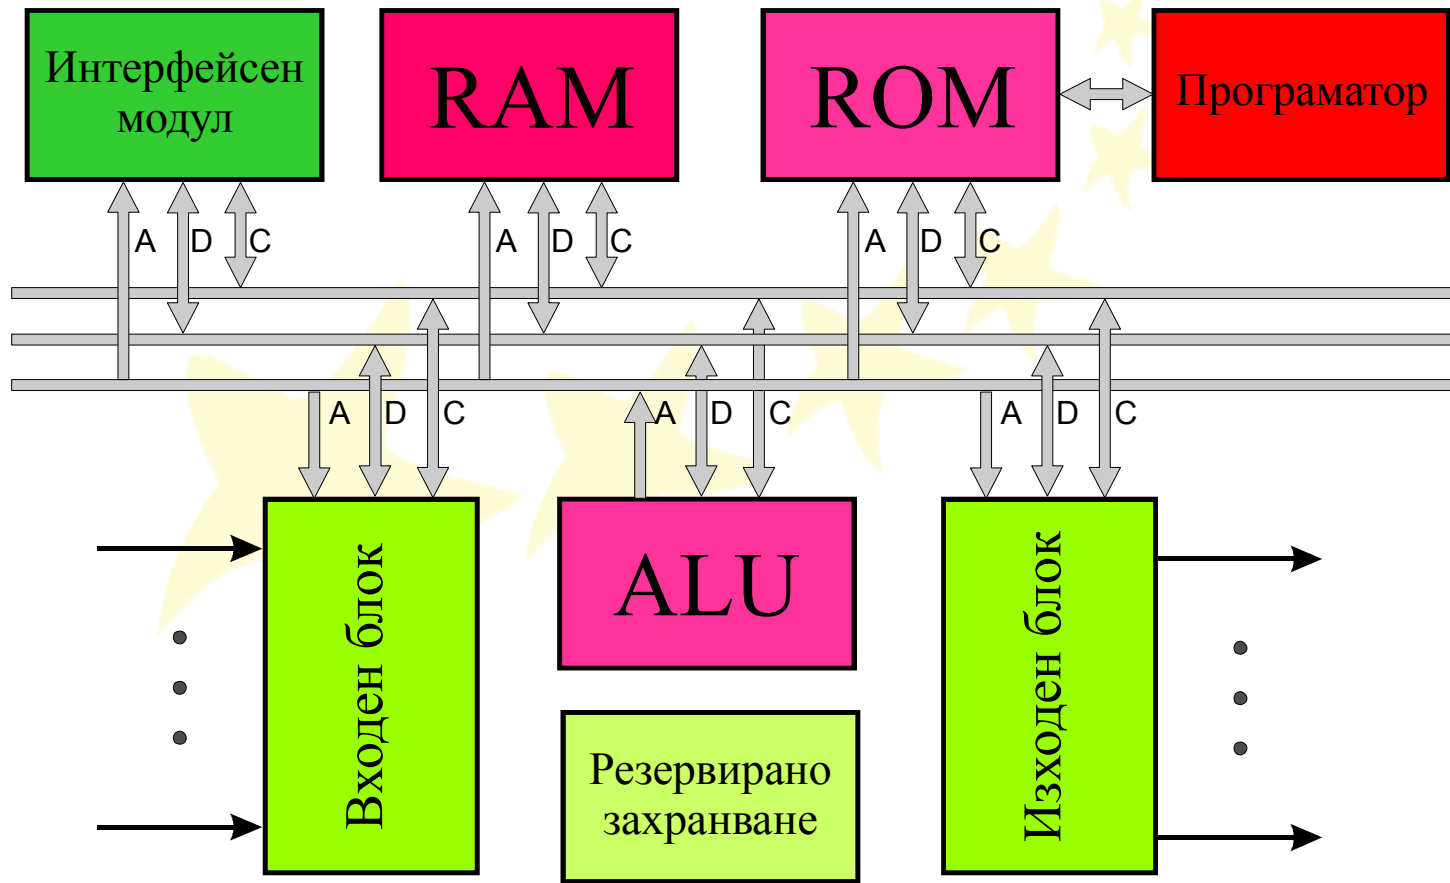 Интерфейсен
модул
RAM
ROM
Програматор
A D C
A D C
A D C
A D C
A D C
A D C
Входен блок
ALU
Изходен блок
Резервирано
захранване